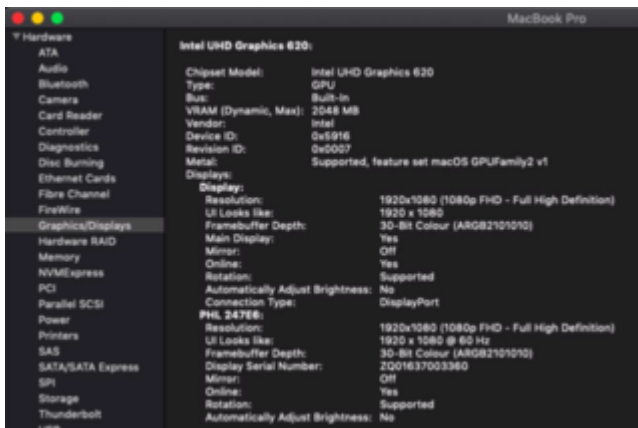 MacBook Pro
Hardware
ATA
Audio
Bluetooth
Camera
Card Reader
Controller
Diagnostics
Disc Burning
Ethernet Cards
Fibre Channel
FireWire
Graphics/Displays
Hardware RAID
Memory
NVMExpress
PCI
Parallel SCSI
Power
Printers
SAS
SATA/SATA Express
SPI
Storage
Thunderbolt
Intel UHD Graphics 620:
Chipset Model: Intel UHD Graphics 620
Type: GPU
Bus: Built-In
VRAM (Dynamic, Max): 2048 MB
Vendor: Intel
Device ID: 0x5916
Revision ID: 0x0007
Metal: Supported, feature set macOS GPUFamily2 v1
Displays:
Display:
Resolution: 1920x1080 (1080p FHD - Full High Definition)
UI Looks like: 1920 x 1080
Framebuffer Depth: 30-Bit Colour (ARGB2101010)
Main Display: Yes
Mirror: Off
Online: Yes
Rotation: Supported
Automatically Adjust Brightness: No
Connection Type: DisplayPort
PHL 247E6:
Resolution: 1920x1080 (1080p FHD - Full High Definition)
UI Looks like: 1920 x 1080 @ 60 Hz
Framebuffer Depth: 30-Bit Colour (ARGB2101010)
Display Serial Number: ZQ01637003360
Mirror: Off
Online: Yes
Rotation: Supported
Automatically Adjust Brightness: No